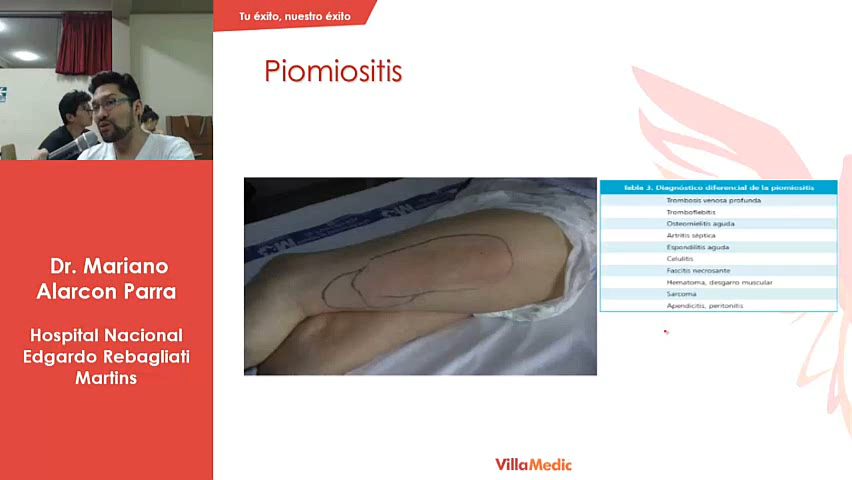 Tu éxito, nuestro éxito
Piomiositis
Tabla 3. Diagnóstico diferencial de la piomiositis
Trombosis venosa profunda
Tromboflebitis
Osteomielitis aguda
Artritis séptica
Espondilitis aguda
Celulitis
Fascitis necrosante
Hematoma, desgarro muscular
Sarcoma
Apendicitis, peritonitis
Dr. Mariano
Alarcon Parra
Hospital Nacional
Edgardo Rebagliati
Martins
VillaMedic